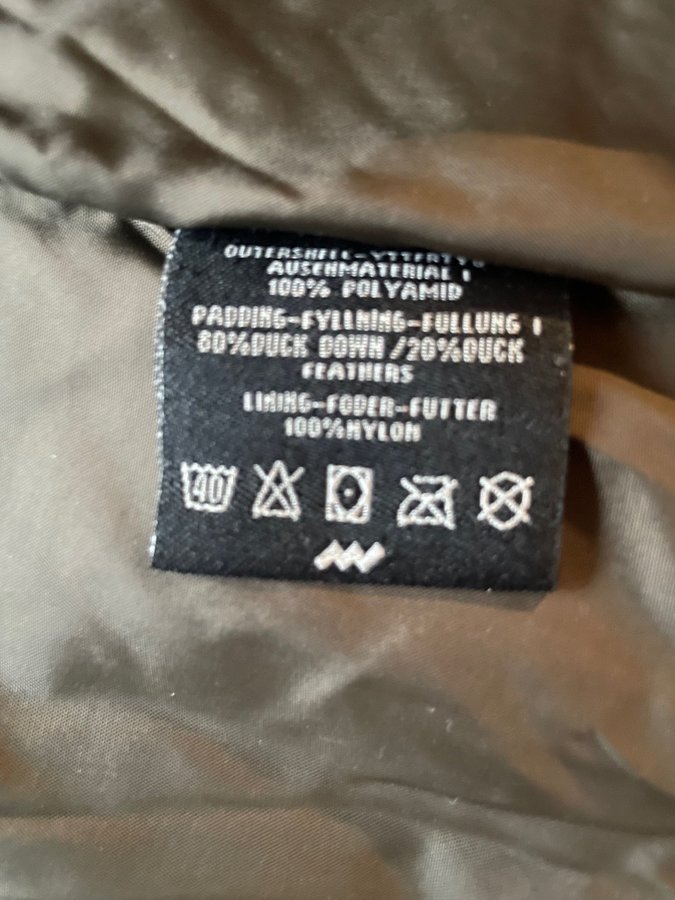 OUTERSHELL-YTTERTYG
AUSENMATERIAL :
100% POLYAMID
PADDING-FYLLNING-FULLUNG :
80%DUCK DOWN /20%DUCK
FEATHERS
LINING-FODER-FUTTER
100%NYLON
40